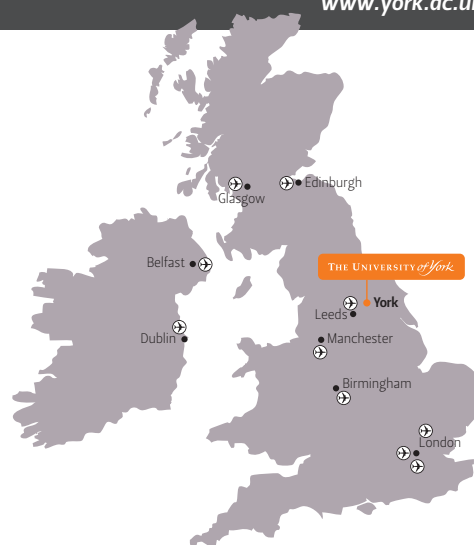 www.york.ac.u
Edinburgh
Glasgow
Belfast
THE UNIVERSITY of York
York
Leeds
Dublin
Manchester
Birmingham
London